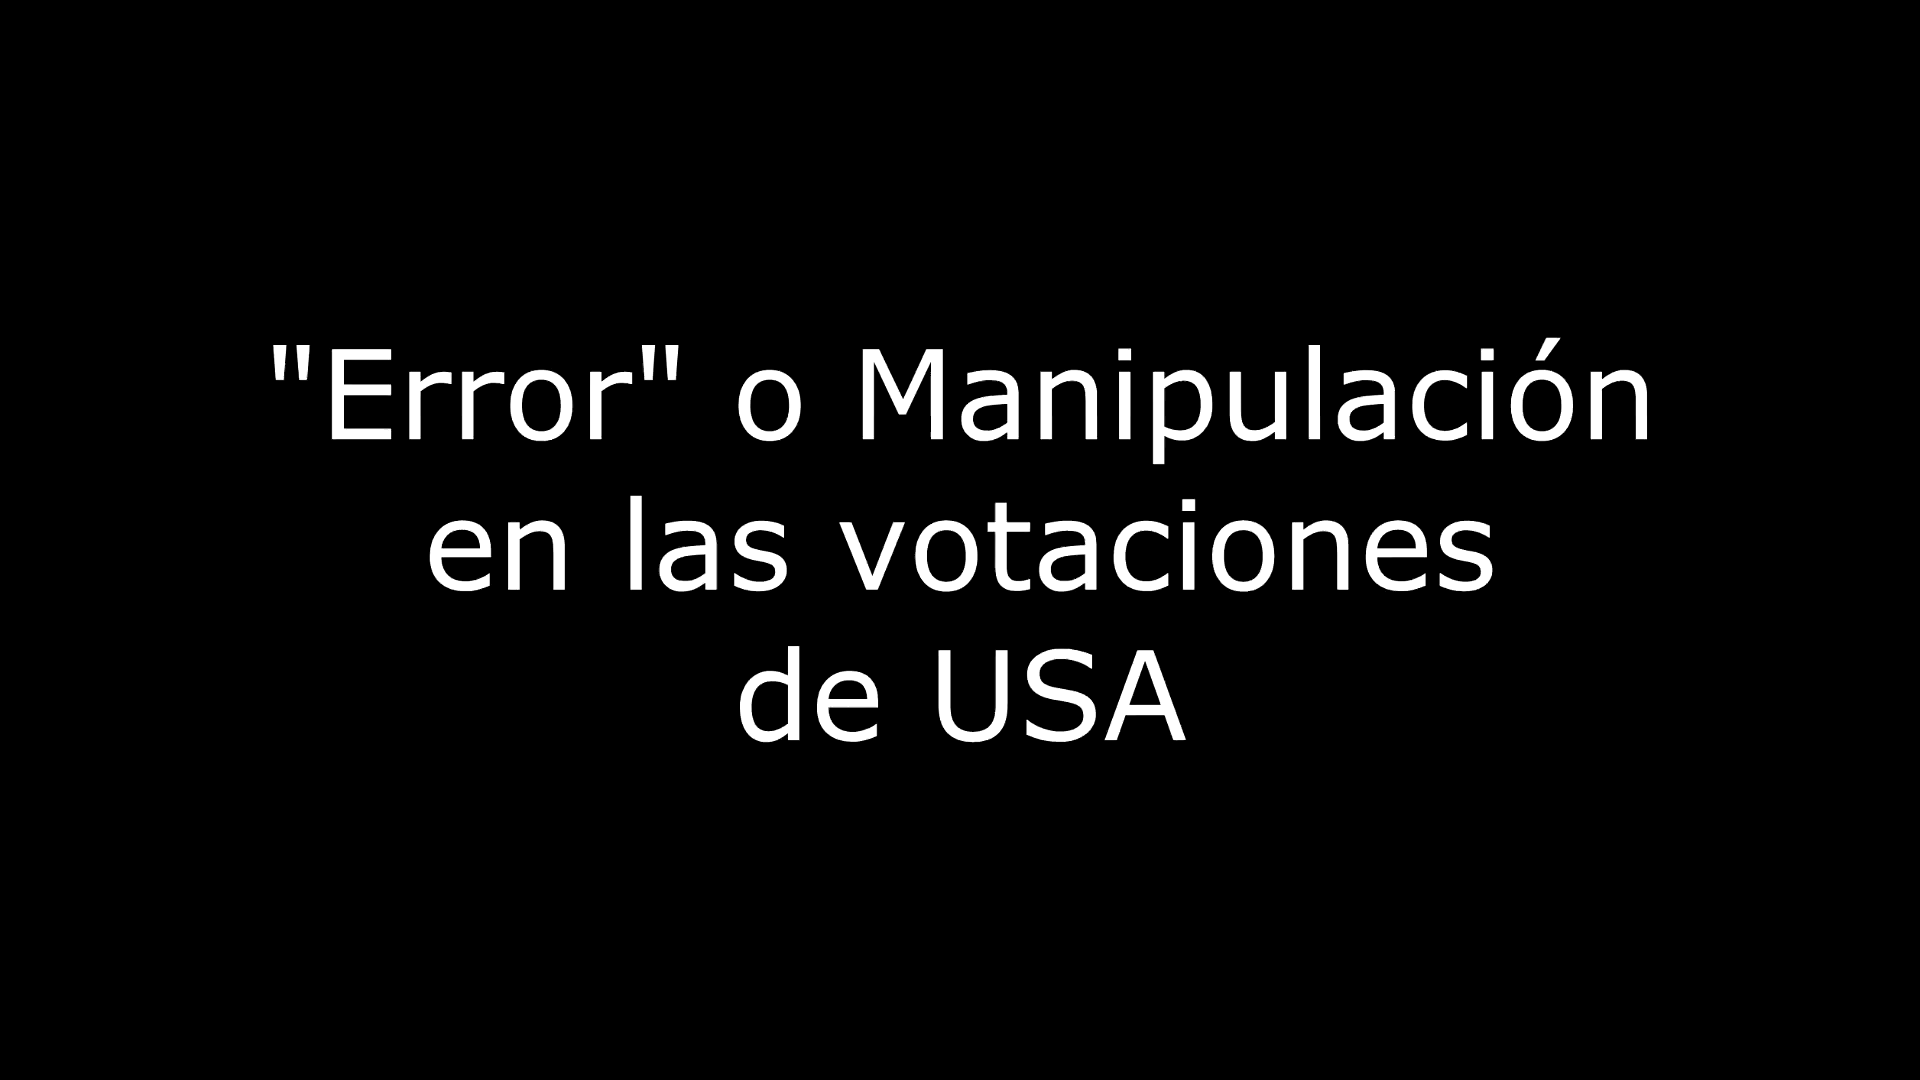 "Error" o Manipulación
en las votaciones
de USA